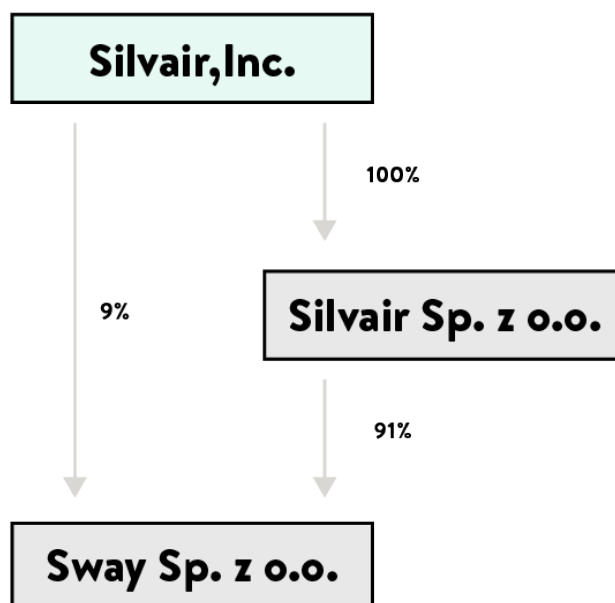 Silvair,Inc.
100%
9%
Silvair Sp. z o.o.
91%
Sway Sp. z o.o.